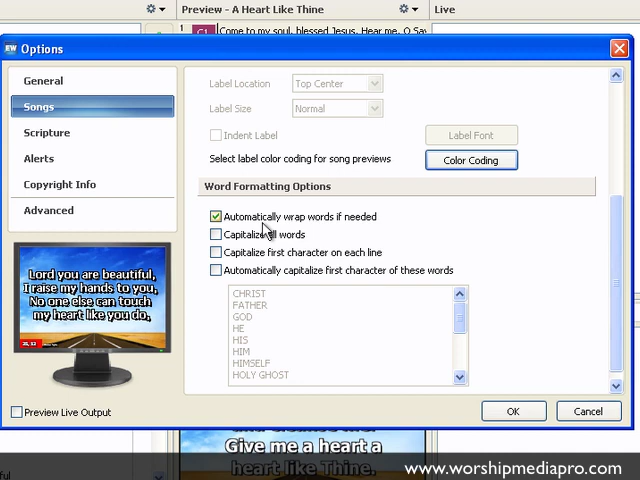 Preview - A Heart Like Thine
Live
1
C1
Come to my soul, blessed Jesus, Hear me, O Sav
EW Options
General
Songs
Scripture
Alerts
Copyright Info
Advanced
Lord you are beautiful,
I raise my hands to you,
No one else can touch
my heart like you do,
Preview Live Output
Label Location
Top Center
Label Size
Normal
Indent Label
Label Font
Select label color coding for song previews
Color Coding
Word Formatting Options
Automatically wrap words if needed
Capitalize all words
Capitalize first character on each line
Automatically capitalize first character of these words
CHRIST
FATHER
GOD
HE
HIS
HIM
HIMSELF
HOLY GHOST
OK
Cancel
Give me a heart a
heart like Thine.
www.worshipmediapro.com